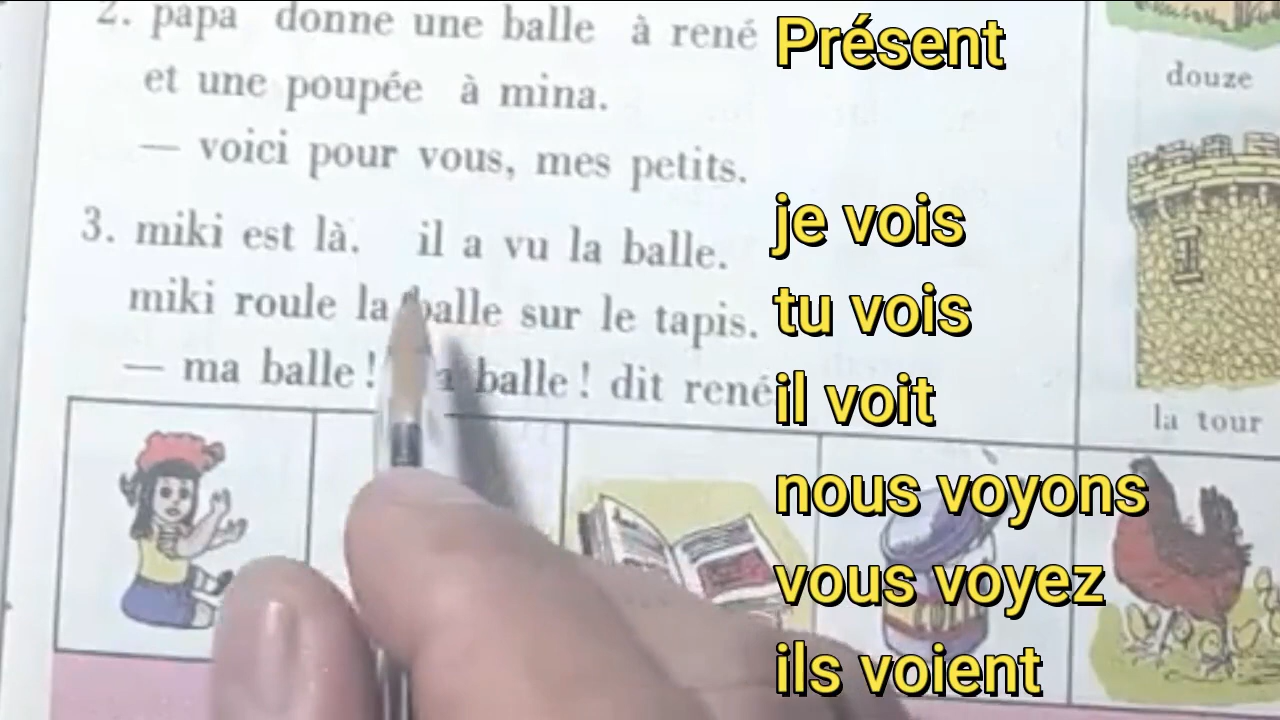 2. papa donne une balle à rené
et une poupée à mina.
— voici pour vous, mes petits.
3. miki est là. il a vu la balle.
miki roule la balle sur le tapis.
— ma balle ! balle ! dit rené
Présent
je vois
tu vois
il voit
nous voyons
vous voyez
ils voient
douze
la tour